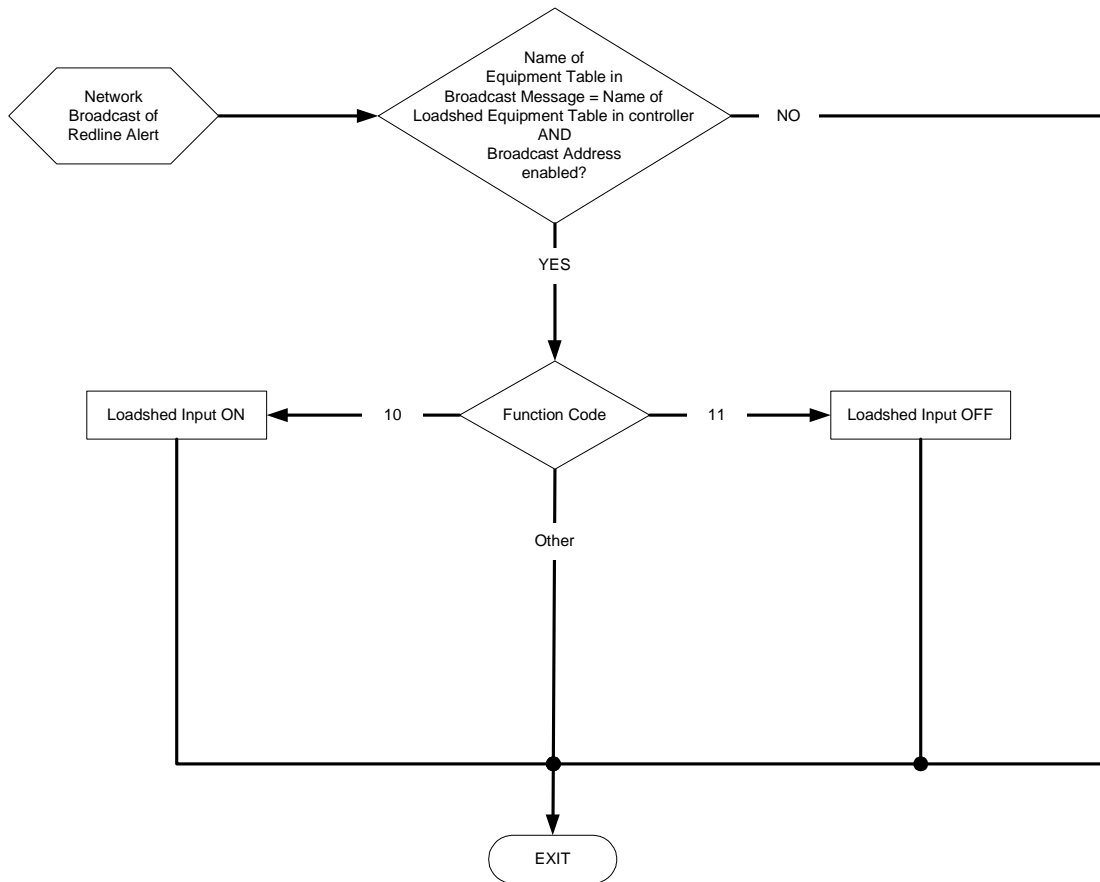 Network
Broadcast of
Redline Alert
Name of
Equipment Table in
Broadcast Message = Name of
Loadshed Equipment Table in controller
AND
Broadcast Address
enabled?
NO
YES
Loadshed Input ON
10
Function Code
11
Loadshed Input OFF
Other
EXIT